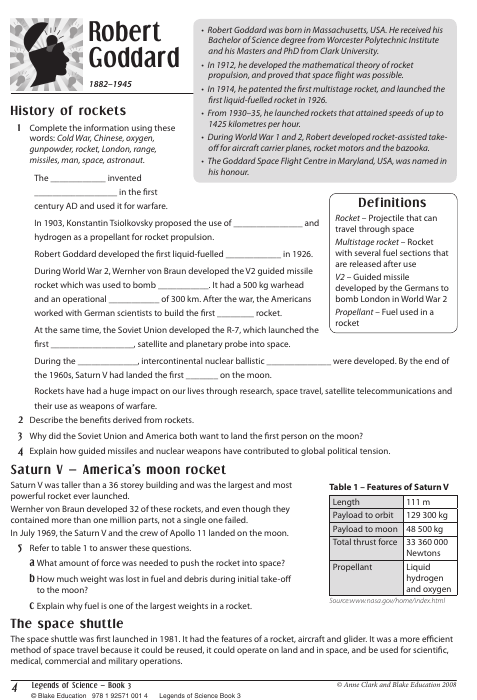 Robert
Goddard
1882–1945
• Robert Goddard was born in Massachusetts, USA. He received his
Bachelor of Science degree from Worcester Polytechnic Institute
and his Masters and PhD from Clark University.
• In 1912, he developed the mathematical theory of rocket
propulsion, and proved that space flight was possible.
• In 1914, he patented the first multistage rocket, and launched the
first liquid-fuelled rocket in 1926.
• From 1930–35, he launched rockets that attained speeds of up to
1425 kilometres per hour.
• During World War 1 and 2, Robert developed rocket-assisted take-
off for aircraft carrier planes, rocket motors and the bazooka.
• The Goddard Space Flight Centre in Maryland, USA, was named in
his honour.
History of rockets
1 Complete the information using these
words: Cold War, Chinese, oxygen,
gunpowder, rocket, London, range,
missiles, man, space, astronaut.
The ____________ invented
__________________ in the first
century AD and used it for warfare.
In 1903, Konstantin Tsiolkovsky proposed the use of _______________ and
hydrogen as a propellant for rocket propulsion.
Robert Goddard developed the first liquid-fuelled ____________ in 1926.
During World War 2, Wernher von Braun developed the V2 guided missile
rocket which was used to bomb ___________. It had a 500 kg warhead
and an operational ___________ of 300 km. After the war, the Americans
worked with German scientists to build the first ________ rocket.
At the same time, the Soviet Union developed the R-7, which launched the
first __________________, satellite and planetary probe into space.
During the _____________, intercontinental nuclear ballistic ______________ were developed. By the end of
the 1960s, Saturn V had landed the first _______ on the moon.
Rockets have had a huge impact on our lives through research, space travel, satellite telecommunications and
their use as weapons of warfare.
2 Describe the benefits derived from rockets.
3 Why did the Soviet Union and America both want to land the first person on the moon?
4 Explain how guided missiles and nuclear weapons have contributed to global political tension.
Definitions
Rocket – Projectile that can
travel through space
Multistage rocket – Rocket
with several fuel sections that
are released after use
V2 – Guided missile
developed by the Germans to
bomb London in World War 2
Propellant – Fuel used in a
rocket
Saturn V – America's moon rocket
Saturn V was taller than a 36 storey building and was the largest and most
powerful rocket ever launched.
Wernher von Braun developed 32 of these rockets, and even though they
contained more than one million parts, not a single one failed.
In July 1969, the Saturn V and the crew of Apollo 11 landed on the moon.
5 Refer to table 1 to answer these questions.
a What amount of force was needed to push the rocket into space?
b How much weight was lost in fuel and debris during initial take-off
to the moon?
c Explain why fuel is one of the largest weights in a rocket.
Table 1 – Features of Saturn V
Length 111 m
Payload to orbit 129 300 kg
Payload to moon 48 500 kg
Total thrust force 33 360 000
Newtons
Propellant Liquid
hydrogen
and oxygen
Source:www.nasa.gov/home/index.html
The space shuttle
The space shuttle was first launched in 1981. It had the features of a rocket, aircraft and glider. It was a more efficient
method of space travel because it could be reused, it could operate on land and in space, and be used for scientific,
medical, commercial and military operations.
4 Legends of Science – Book 3
© Anne Clark and Blake Education 2008
© Blake Education 978 1 92571 001 4 Legends of Science Book 3